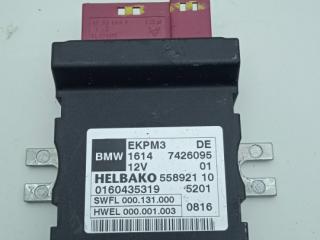 EKPM3 DE
BMW 1614 7426095
12V 01
HELBAKO 558921 10
0160435319 5201
SWFL 000.131.000
HWEL 000.001.003 0816